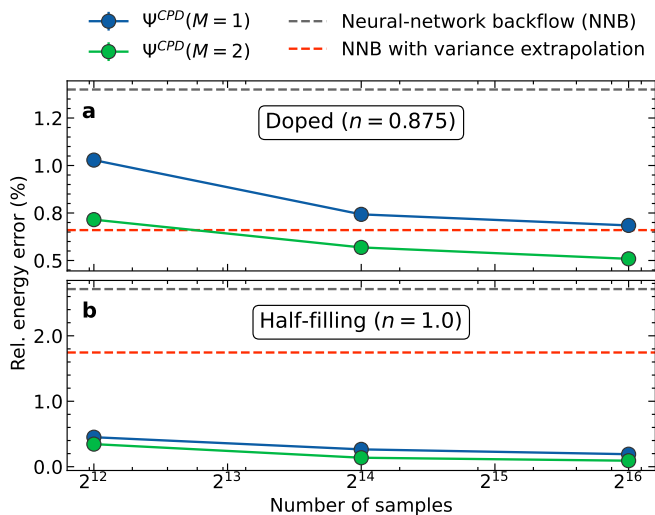 Ψ^{CPD}(M = 1)
Ψ^{CPD}(M = 2)
Neural-network backflow (NNB)
NNB with variance extrapolation
a
Doped (n = 0.875)
1.2
1.0
0.8
0.5
b
Half-filling (n = 1.0)
2.0
1.0
0.0
Rel. energy error (%)
2^{12}
2^{13}
2^{14}
2^{15}
2^{16}
Number of samples